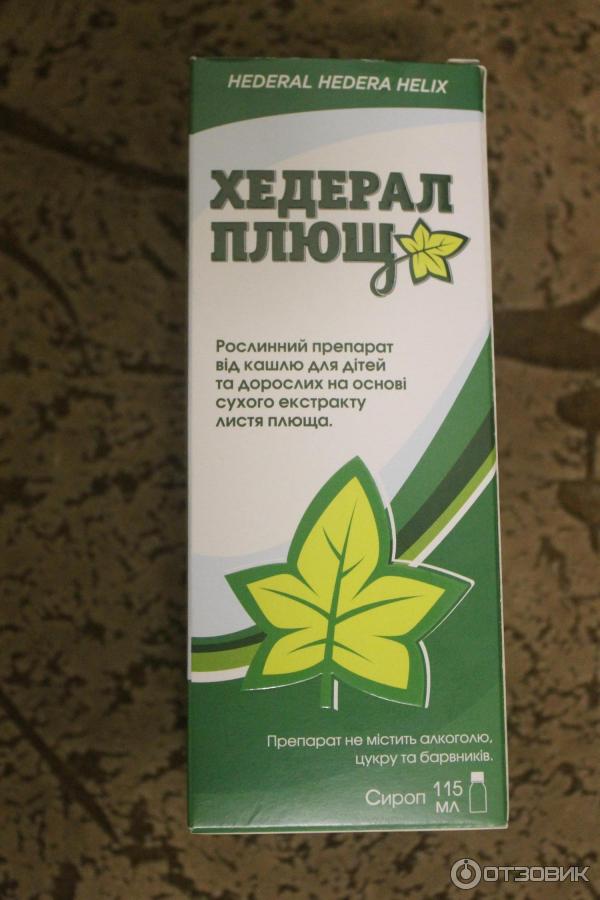 HEDERAL HEDERA HELIX
ХЕДЕРАЛ
ПЛЮЩ
Рослинний препарат
від кашлю для дітей
та дорослих на основі
сухого екстракту
листя плюща.
Препарат не містить алкоголю,
цукру та барвників.
Сироп 115
мл
ОТЗОВИК